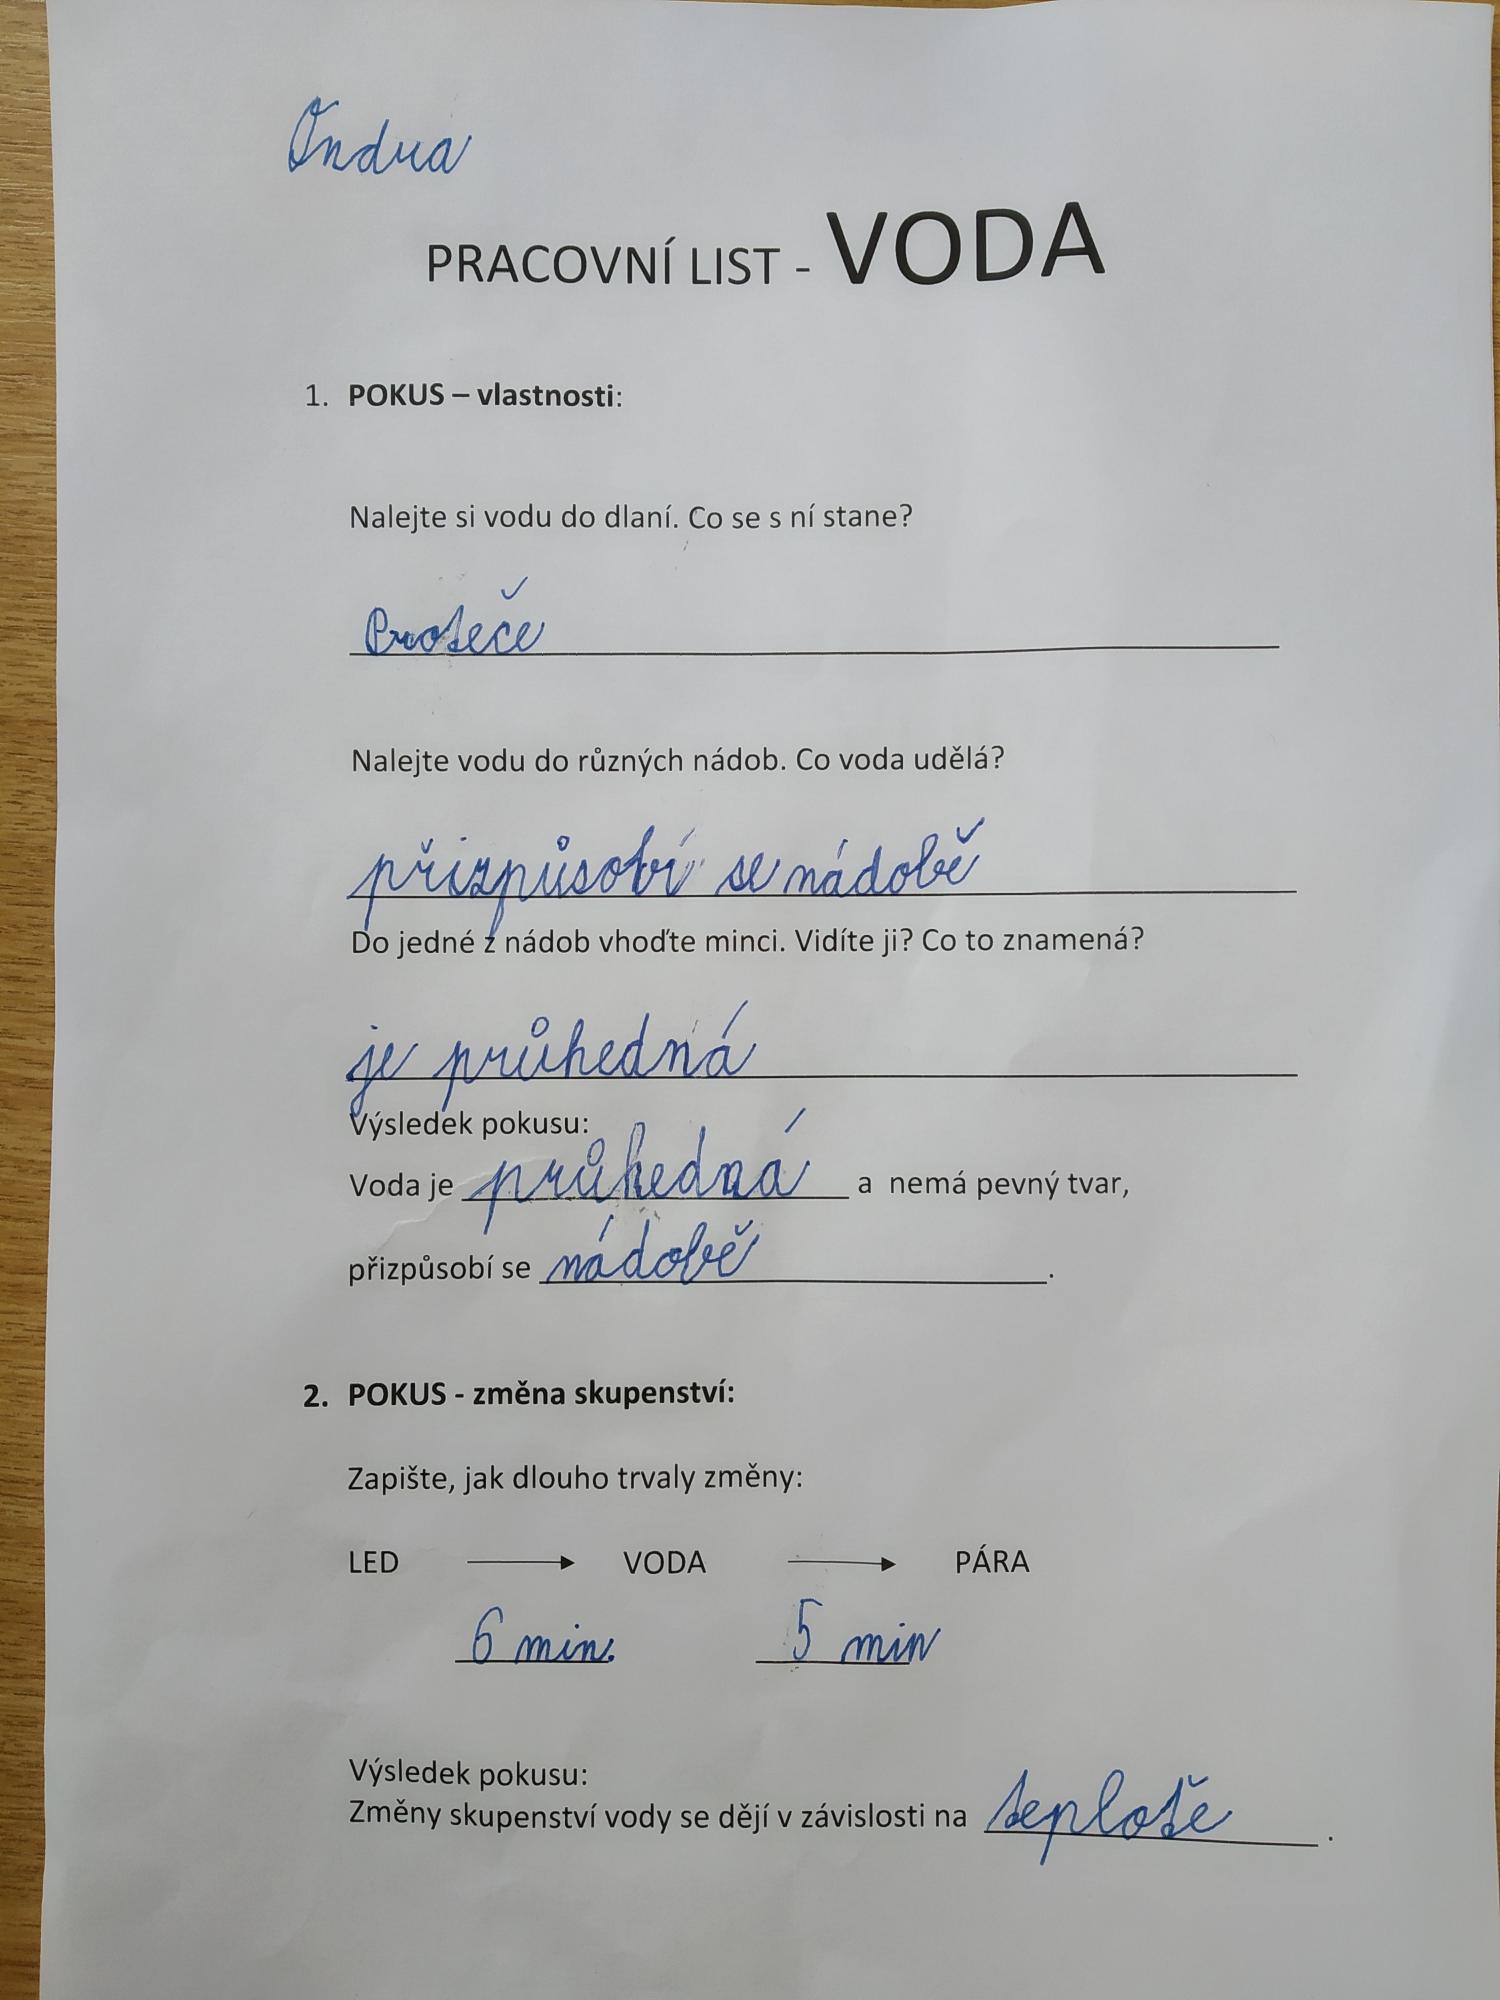 Ondra
PRACOVNÍ LIST - VODA
1. POKUS – vlastnosti:
Nalejte si vodu do dlaní. Co se s ní stane?
Proteče
Nalejte vodu do různých nádob. Co voda udělá?
přizpůsobí se nádobě
Do jedné z nádob vhoďte minci. Vidíte ji? Co to znamená?
je průhedná
Výsledek pokusu:
Voda je průhedná a nemá pevný tvar,
přizpůsobí se nádobě.
2. POKUS - změna skupenství:
Zapište, jak dlouho trvaly změny:
LED → VODA → PÁRA
6 min. 5 min
Výsledek pokusu:
Změny skupenství vody se dějí v závislosti na teplotě.